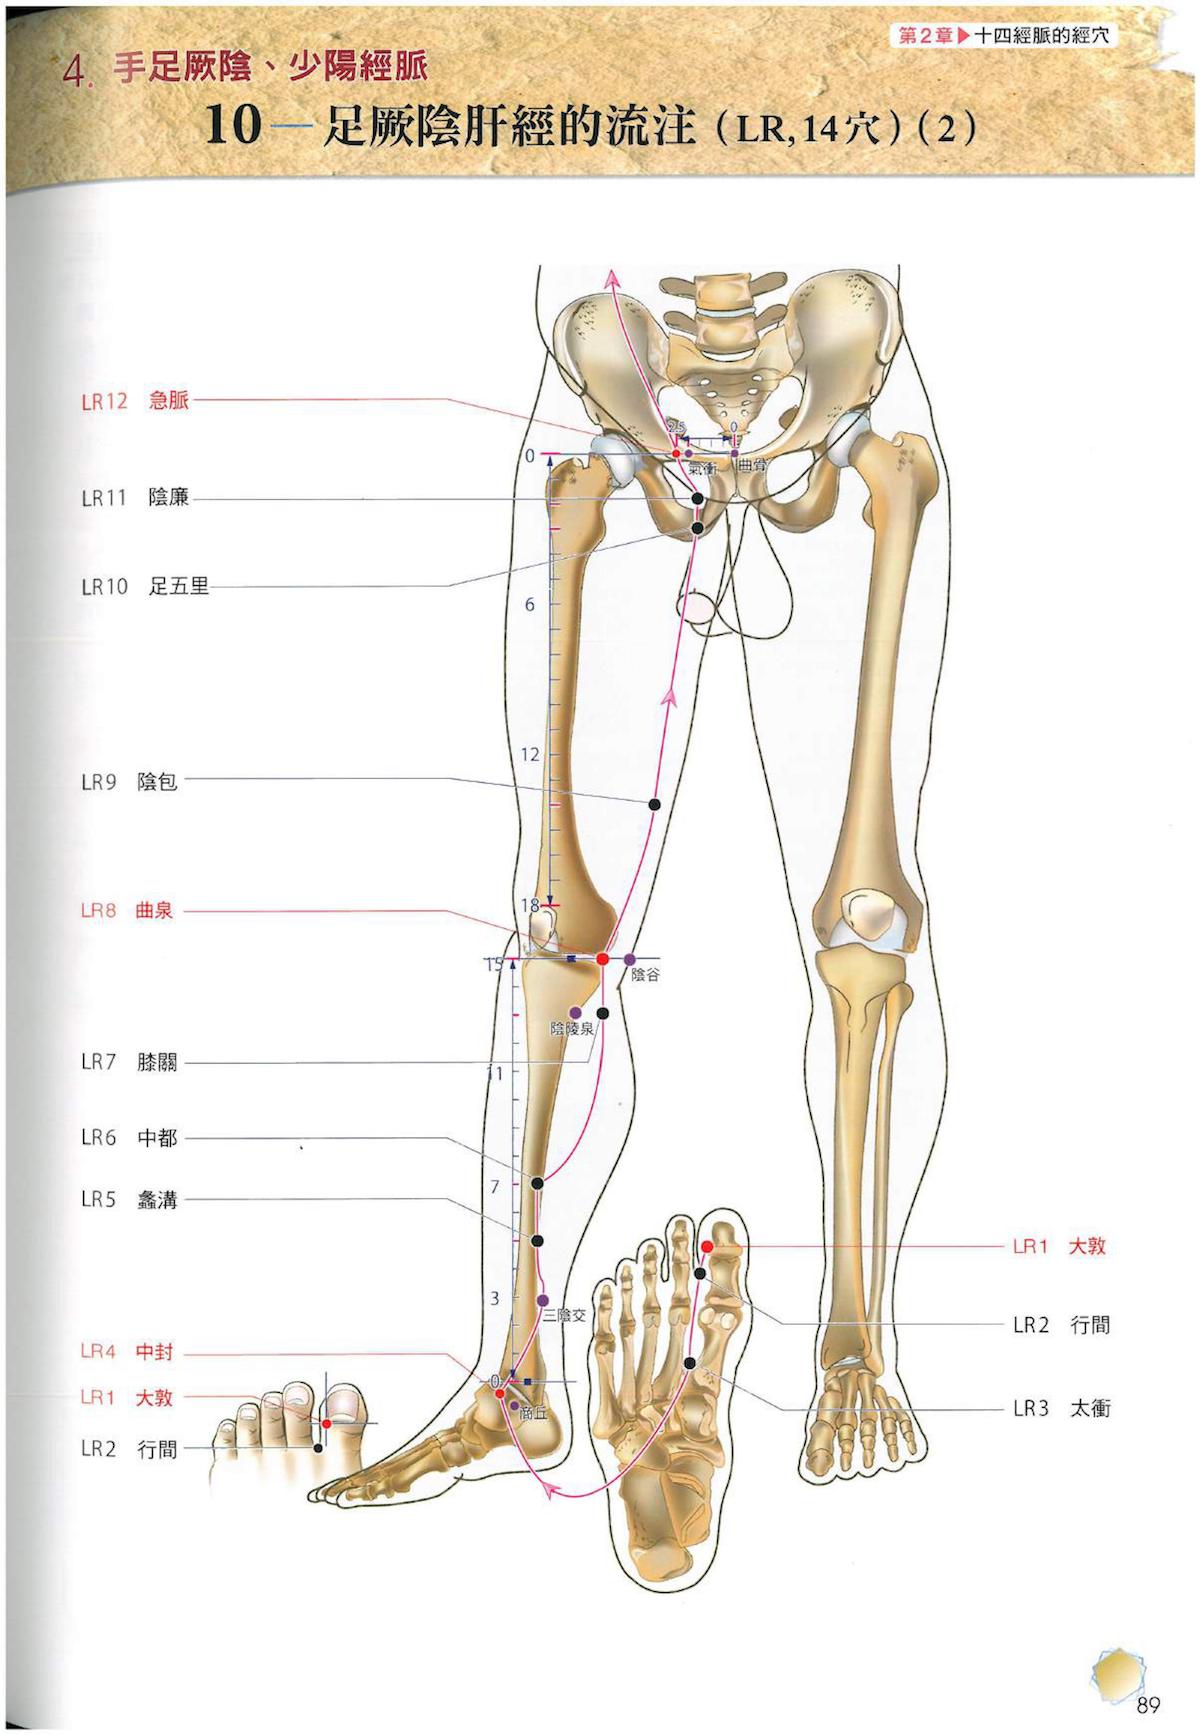 第2章▶十四經脈的經穴
4. 手足厥陰、少陽經脈
10—足厥陰肝經的流注（LR,14穴）（2）
LR12 急脈
2.5 0
0
氣衝 曲骨
LR11 陰廉
LR10 足五里
6
12
LR9 陰包
18
LR8 曲泉
15
陰谷
陰陵泉
LR7 膝關
11
LR6 中都
7
LR5 蠡溝
LR1 大敦
3
三陰交
LR2 行間
LR4 中封
0
LR1 大敦
商丘
LR3 太衝
LR2 行間
89